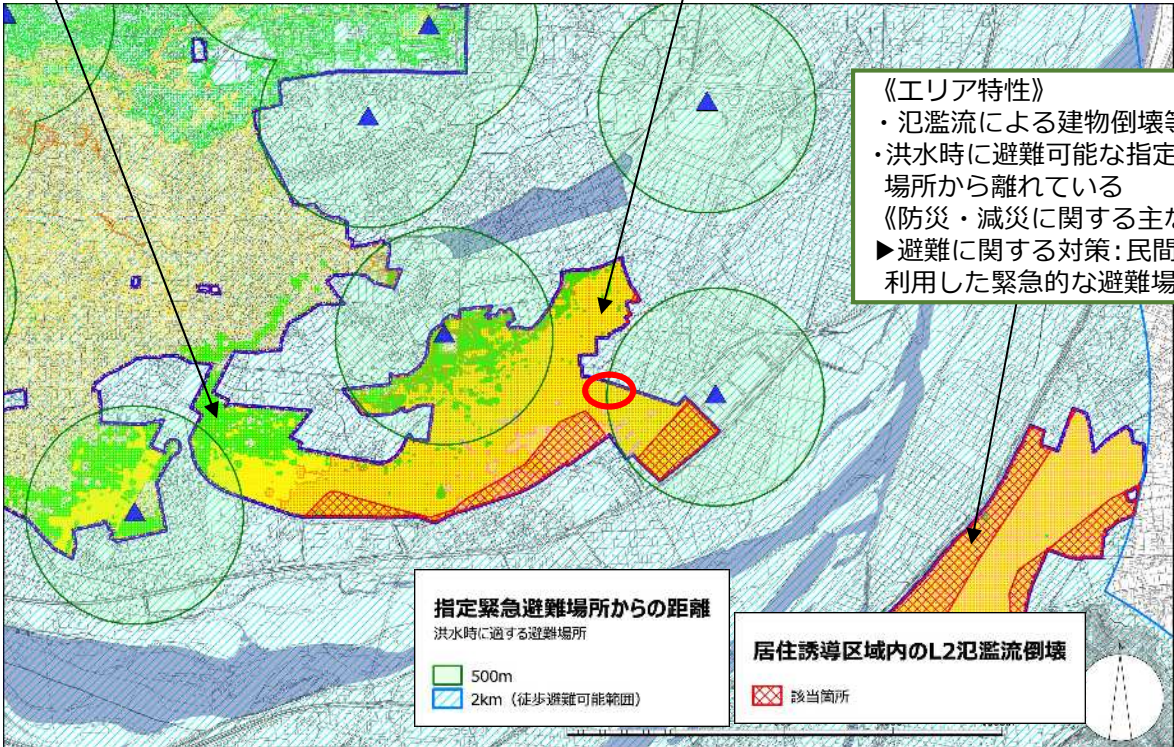 《エリア特性》
・氾濫流による建物倒壊等
・洪水時に避難可能な指定
場所から離れている
《防災・減災に関する主な
▶避難に関する対策:民間
利用した緊急的な避難場
指定緊急避難場所からの距離
洪水時に適する避難場所
500m
2km（徒歩避難可能範囲）
居住誘導区域内のL2氾濫流倒壊
該当箇所